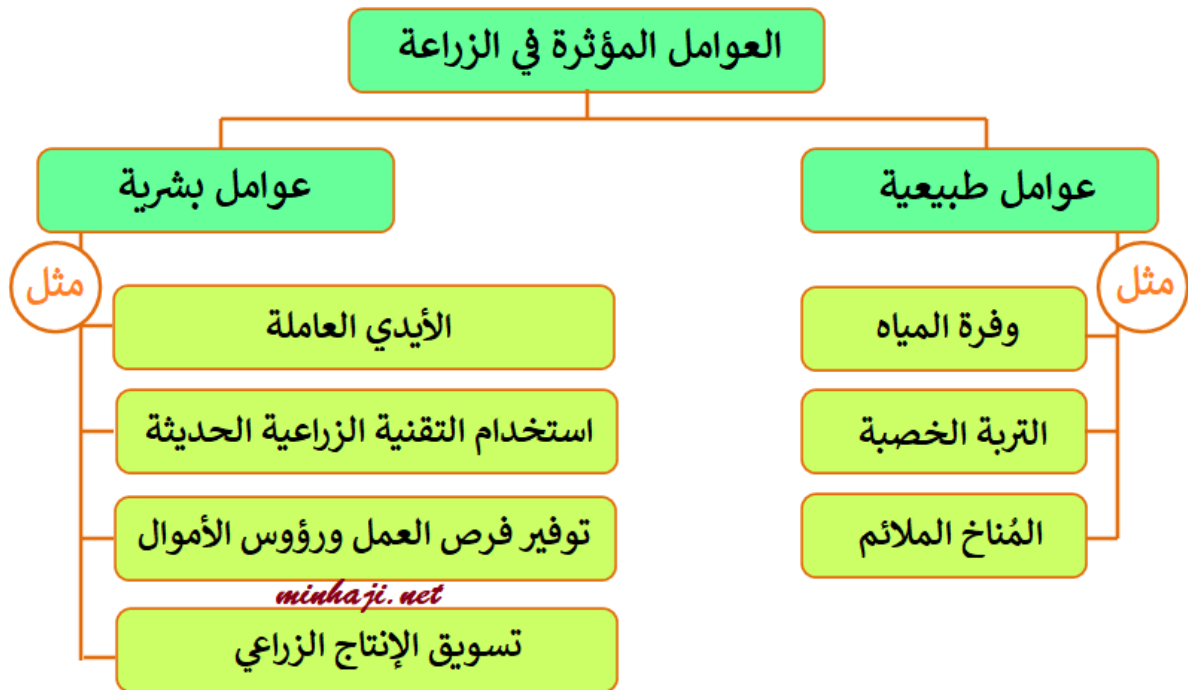 العوامل المؤثرة في الزراعة
عوامل طبيعية
مثل
وفرة المياه
التربة الخصبة
المُناخ الملائم
عوامل بشرية
مثل
الأيدي العاملة
استخدام التقنية الزراعية الحديثة
توفير فرص العمل ورؤوس الأموال
minhaji.net
تسويق الإنتاج الزراعي